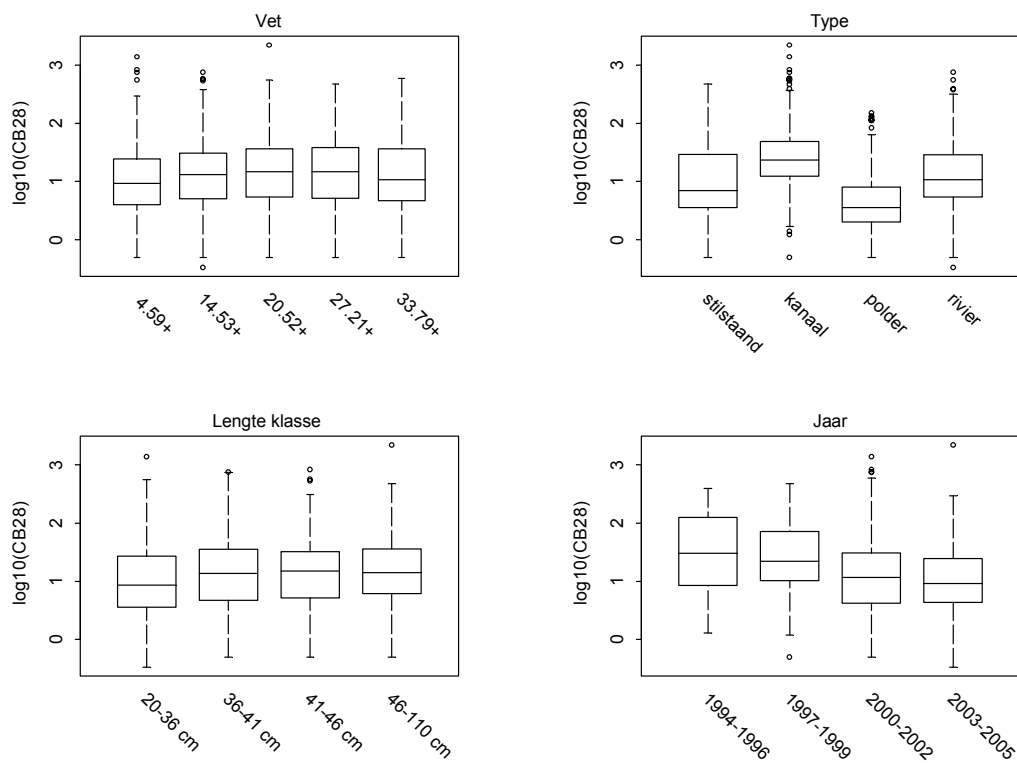 Vet
log10(CB28)
3
2
1
0
4.59+
14.53+
20.52+
27.21+
33.79+
Type
log10(CB28)
3
2
1
0
stilstaand
kanaal
polder
rivier
Lengte klasse
log10(CB28)
3
2
1
0
20-36 cm
36-41 cm
41-46 cm
46-110 cm
Jaar
log10(CB28)
3
2
1
0
1994-1996
1997-1999
2000-2002
2003-2005